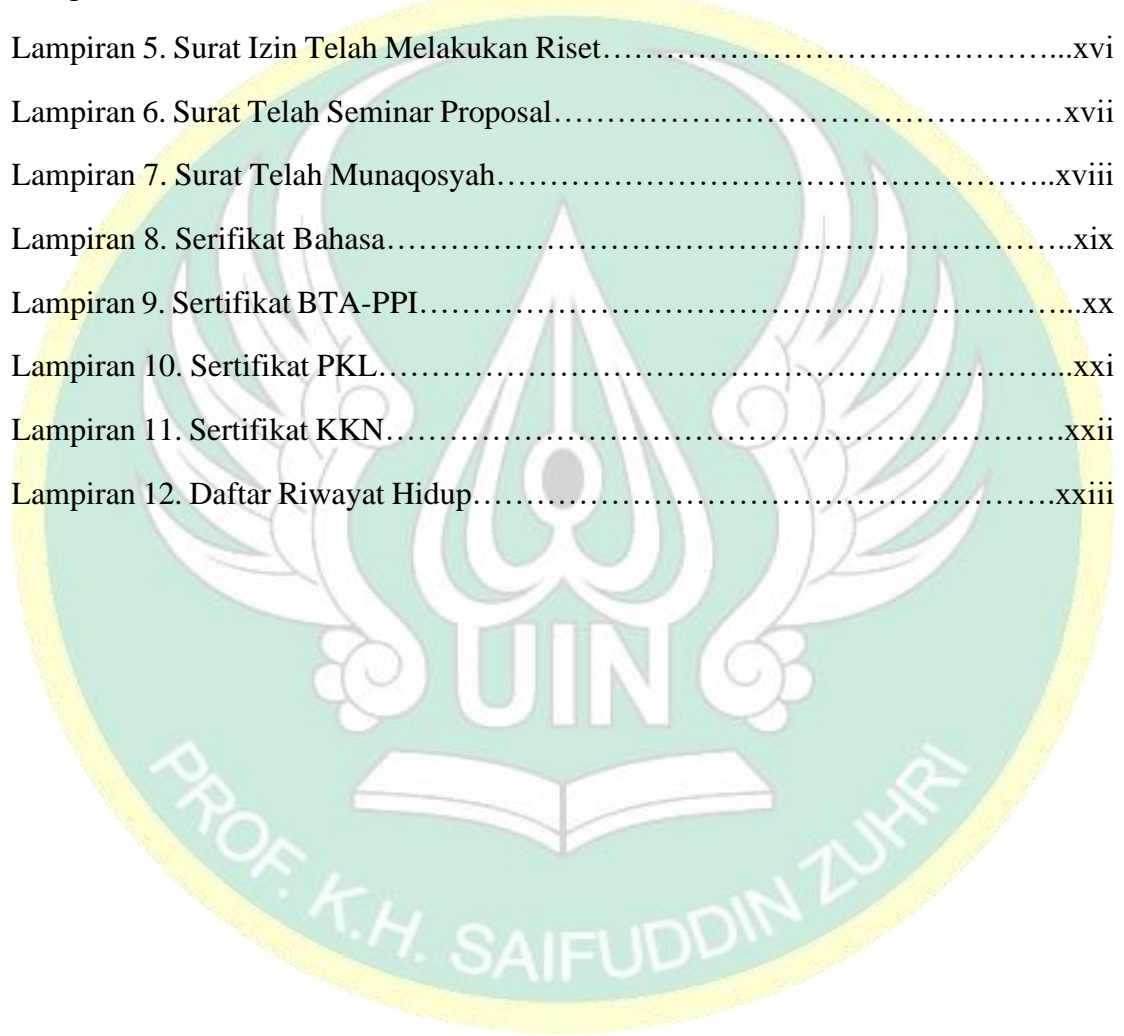 Lampiran 5. Surat Izin Telah Melakukan Riset…………………………………...xvi
Lampiran 6. Surat Telah Seminar Proposal…………………………………………xvii
Lampiran 7. Surat Telah Munaqosyah……………………………………………..xviii
Lampiran 8. Serifikat Bahasa………………………………………………………..xix
Lampiran 9. Sertifikat BTA-PPI……………………………………………………...xx
Lampiran 10. Sertifikat PKL………………………………………………………...xxi
Lampiran 11. Sertifikat KKN……………………………………………………….xxii
Lampiran 12. Daftar Riwayat Hidup……………………………………………….xxiii
UIN
PROF. K.H. SAIFUDDIN ZUHRI